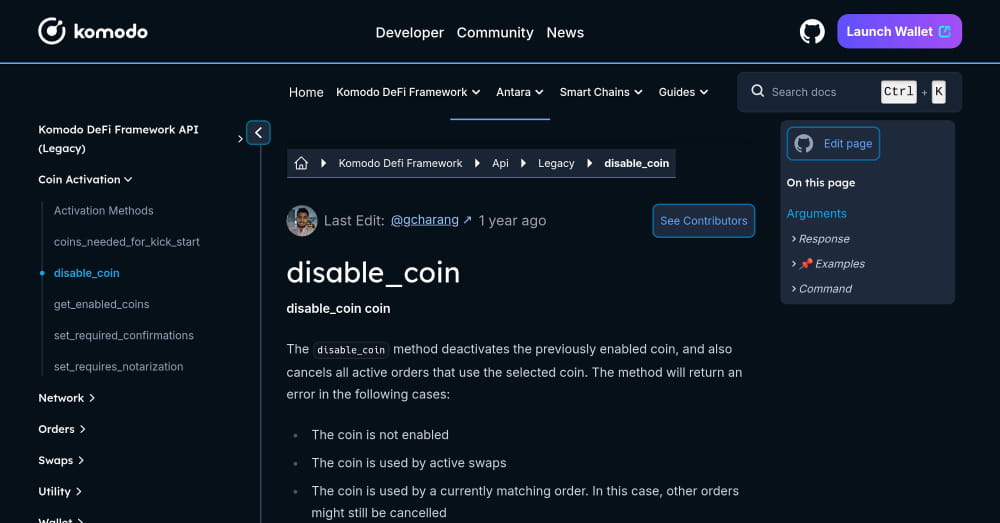 komodo
Developer Community News
Launch Wallet
Home Komodo DeFi Framework Antara Smart Chains Guides
Search docs Ctrl + K
Komodo DeFi Framework API
(Legacy)
Coin Activation
Activation Methods
coins_needed_for_kick_start
disable_coin
get_enabled_coins
set_required_confirmations
set_requires_notarization
Network
Orders
Swaps
Utility
Wallet
Komodo Defi Framework Api Legacy disable_coin
Last Edit: @gcharang ↗ 1 year ago
See Contributors
disable_coin
disable_coin coin
The disable_coin method deactivates the previously enabled coin, and also
cancels all active orders that use the selected coin. The method will return an
error in the following cases:
• The coin is not enabled
• The coin is used by active swaps
• The coin is used by a currently matching order. In this case, other orders
might still be cancelled
Edit page
On this page
Arguments
Response
📌 Examples
Command